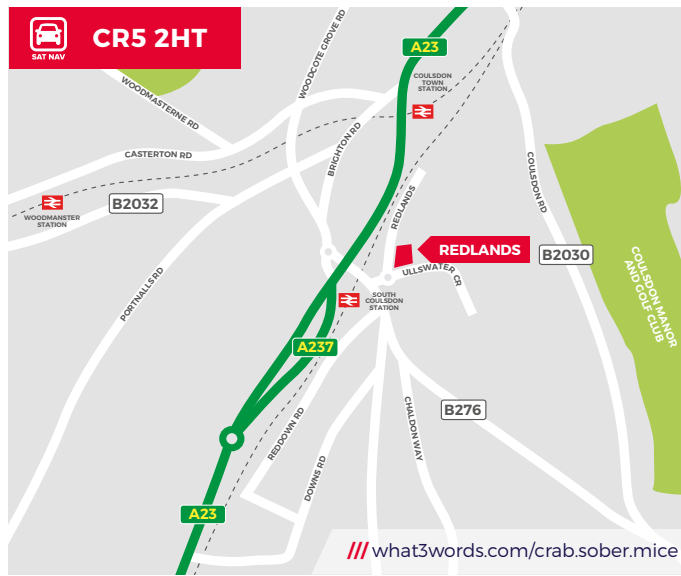 CR5 2HT
SAT NAV
WOODCOTE GROVE RD
A23
COULSDON
TOWN
STATION
WOODMASTERNE RD
BRIGHTON RD
CASTERTON RD
COULSDON RD
B2032
WOODMANSTER
STATION
REDLANDS
REDLANDS
B2030
ULLSWATER CR
COULSDON MANOR
AND GOLF CLUB
PORTNALLS RD
SOUTH
COULSDON
STATION
A237
B276
CHALDON WAY
REDDOWN RD
DOWNS RD
A23
/// what3words.com/crab.sober.mice